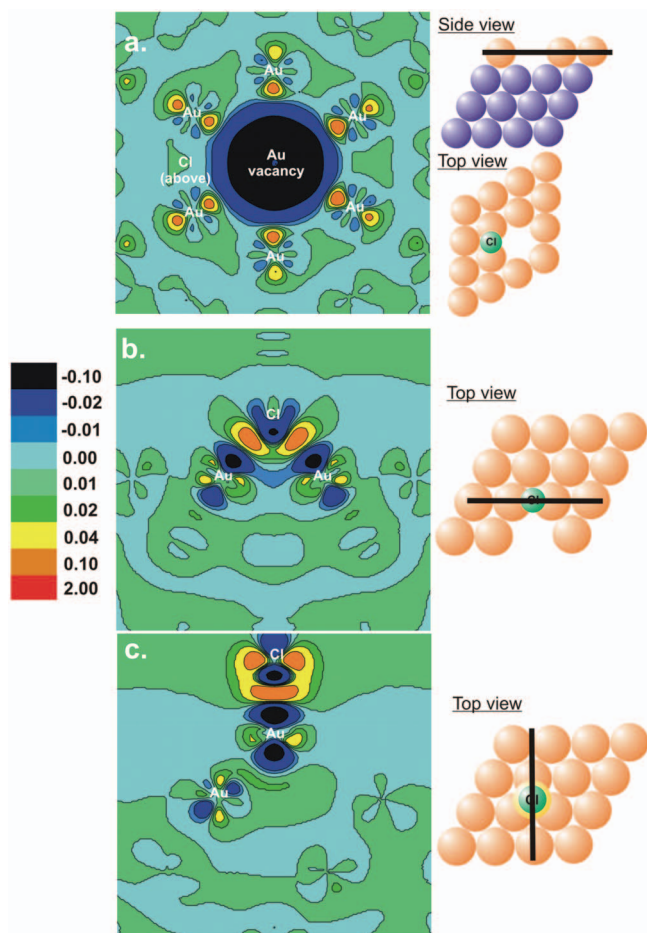 a.
Au
Au
Au
Cl
(above)
Au
vacancy
Au
Au
Au
Side view
Top view
Cl
-0.10
-0.02
-0.01
0.00
0.01
0.02
0.04
0.10
2.00
b.
Cl
Au
Au
Top view
Cl
c.
Cl
Au
Au
Top view
Cl